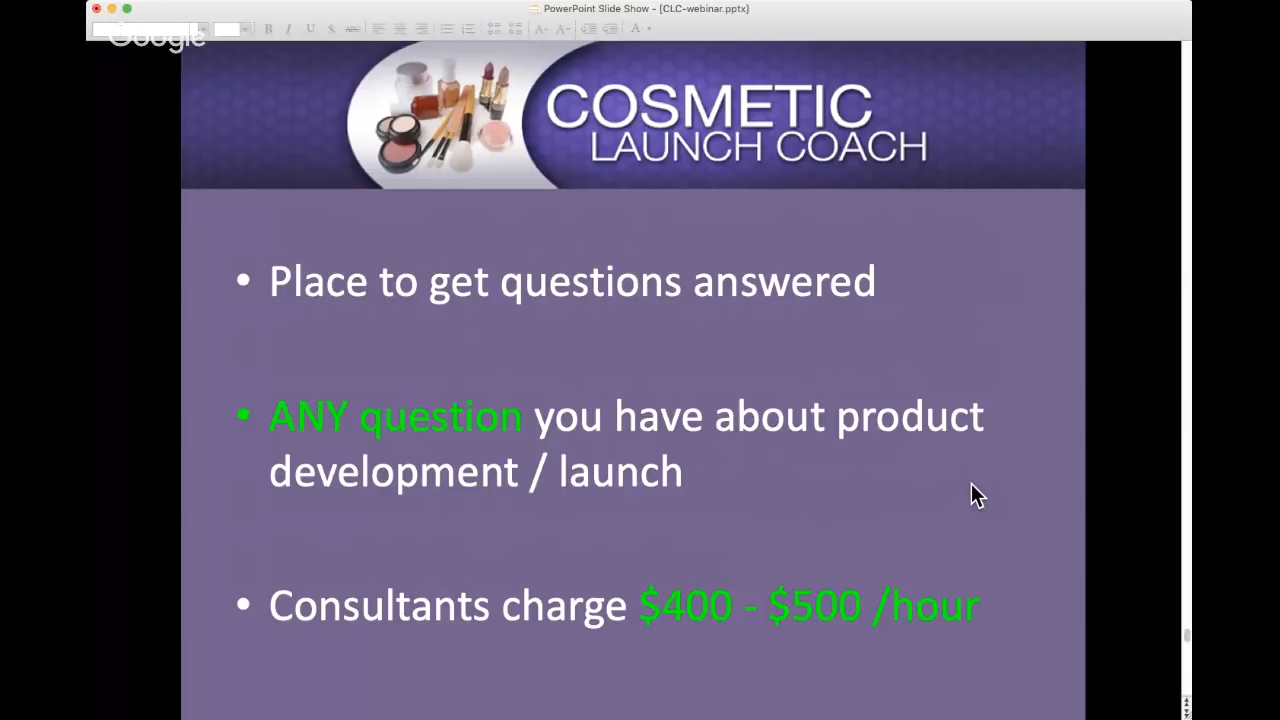 PowerPoint Slide Show - [CLC-webinar.pptx]
Google
COSMETIC
LAUNCH COACH
• Place to get questions answered
• ANY question you have about product
development / launch
• Consultants charge $400 - $500 /hour